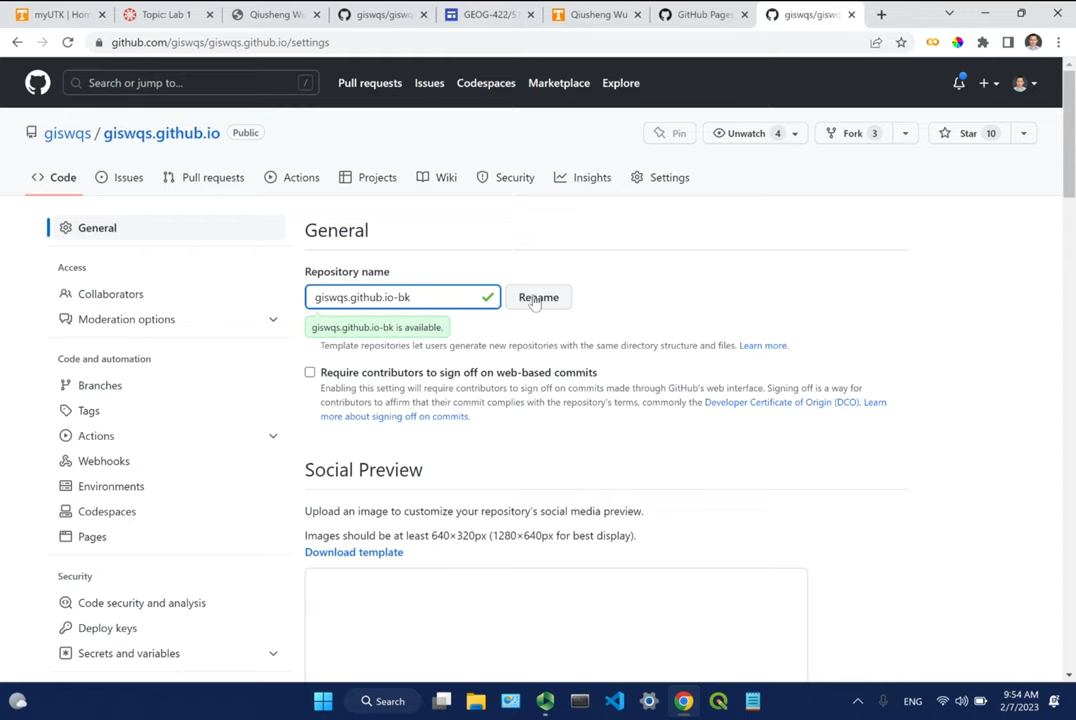 myUTK | Hom
Topic: Lab 1
Qiusheng Wu
giswqs/gisw
GEOG-422/5
Qiusheng Wu
GitHub Pages
giswqs/gisw
github.com/giswqs/giswqs.github.io/settings
Search or jump to...
/
Pull requests
Issues
Codespaces
Marketplace
Explore
giswqs / giswqs.github.io
Public
Pin
Unwatch 4
Fork 3
Star 10
Code
Issues
Pull requests
Actions
Projects
Wiki
Security
Insights
Settings
General
Access
Collaborators
Moderation options
Code and automation
Branches
Tags
Actions
Webhooks
Environments
Codespaces
Pages
Security
Code security and analysis
Deploy keys
Secrets and variables
General
Repository name
giswqs.github.io-bk
Rename
giswqs.github.io-bk is available.
Template repositories let users generate new repositories with the same directory structure and files. Learn more.
Require contributors to sign off on web-based commits
Enabling this setting will require contributors to sign off on commits made through GitHub's web interface. Signing off is a way for
contributors to affirm that their commit complies with the repository's terms, commonly the Developer Certificate of Origin (DCO). Learn
more about signing off on commits.
Social Preview
Upload an image to customize your repository's social media preview.
Images should be at least 640×320px (1280×640px for best display).
Download template
Search
ENG
9:54 AM
2/7/2023